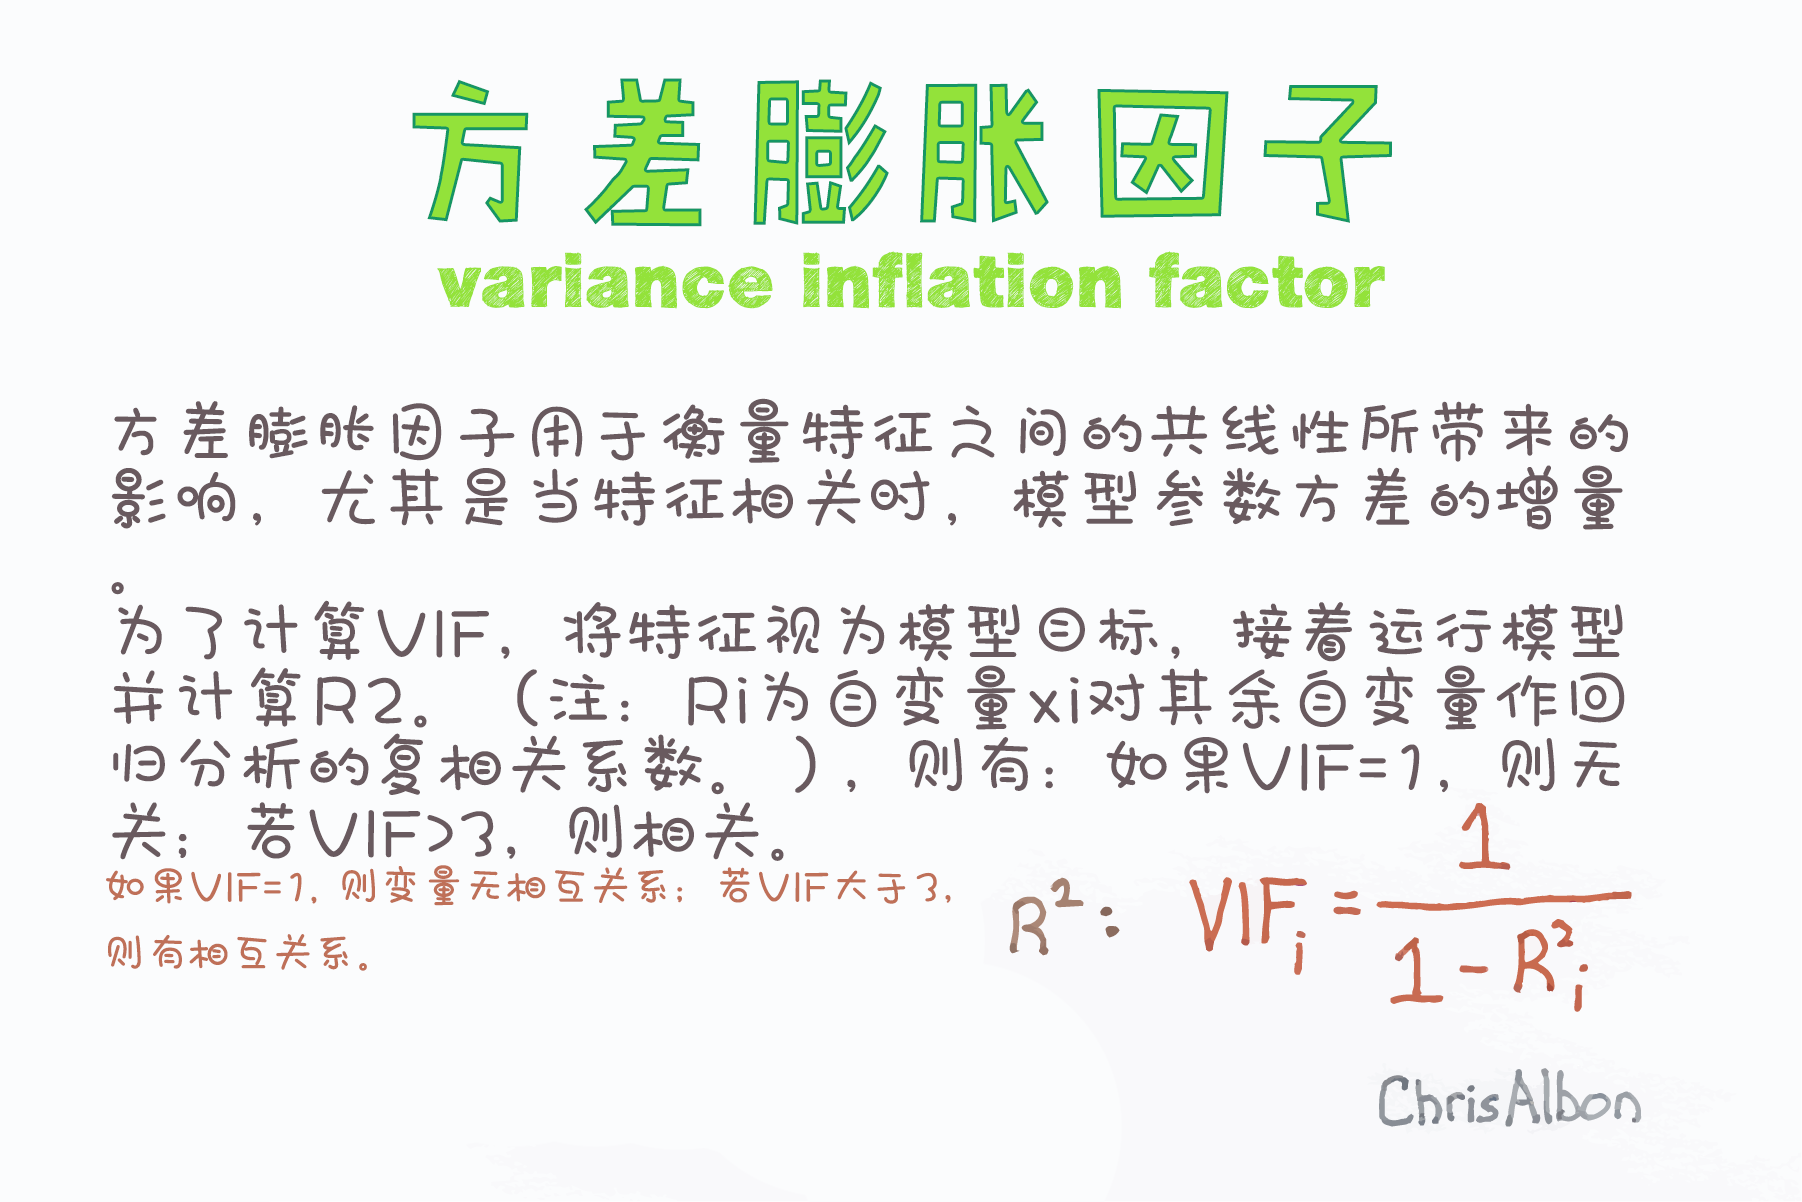 方差膨胀因子
variance inflation factor
方差膨胀因子用于衡量特征之间的共线性所带来的
影响，尤其是当特征相关时，模型参数方差的增量
。
为了计算VIF，将特征视为模型目标，接着运行模型
并计算R2。（注：Ri为自变量xi对其余自变量作回
归分析的复相关系数。），则有：如果VIF=1，则无
关；若VIF>3，则相关。
如果VIF=1，则变量无相互关系；若VIF大于3，
则有相互关系。
R²: VIFᵢ = 1 / 1 - R²ᵢ
ChrisAlbon